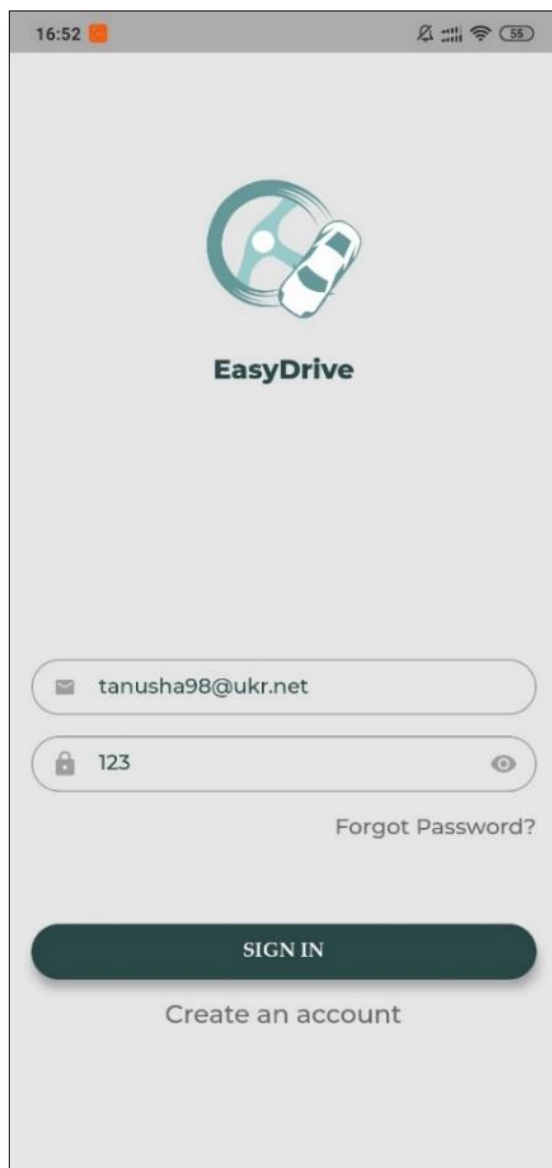 16:52
55
EasyDrive
tanusha98@ukr.net
123
Forgot Password?
SIGN IN
Create an account